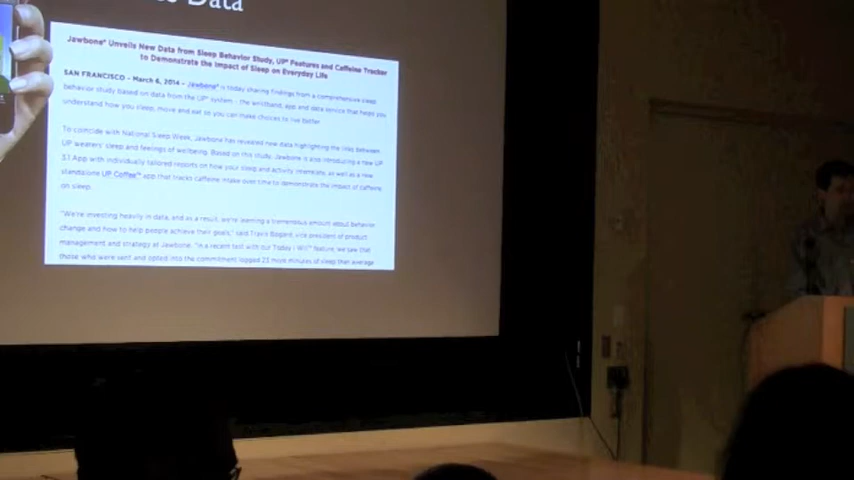 Data
Jawbone® Unveils New Data from Sleep Behavior Study, UP® Features and Caffeine Tracker
to Demonstrate the Impact of Sleep on Everyday Life
SAN FRANCISCO – March 6, 2014 – Jawbone® is today sharing findings from a comprehensive sleep
behavior study based on data from the UP® system - the wristband, app and data service that helps you
understand how you sleep, move and eat so you can make choices to live better.
To coincide with National Sleep Week, Jawbone has revealed new data highlighting the links between
UP wearers' sleep and feelings of wellbeing. Based on this study, Jawbone is also introducing a new UP
3.1 App with individually tailored reports on how your sleep and activity interrelate, as well as a new
standalone UP Coffee™ app that tracks caffeine intake over time to demonstrate the impact of caffeine
on sleep.
"We're investing heavily in data, and as a result, we're learning a tremendous amount about behavior
change and how to help people achieve their goals," said Travis Bogard, vice president of product
management and strategy at Jawbone. "In a recent test with our Today I Will™ feature, we saw that
those who were sent and opted into the commitment logged 23 more minutes of sleep than average